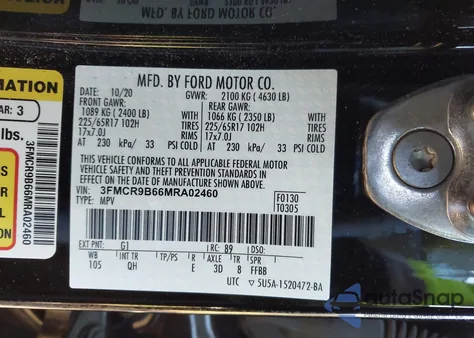 MFD. BY FORD MOTOR CO.
MFD. BY FORD MOTOR CO.
DATE: 10/20 GVWR: 2100 KG ( 4630 LB)
FRONT GAWR: REAR GAWR:
1089 KG ( 2400 LB) WITH 1066 KG ( 2350 LB) WITH
225/65R17 102H TIRES 225/65R17 102H TIRES
17x7.0J RIMS 17x7.0J RIMS
AT 230 kPa/ 33 PSI COLD AT 230 kPa/ 33 PSI COLD
THIS VEHICLE CONFORMS TO ALL APPLICABLE FEDERAL MOTOR
VEHICLE SAFETY AND THEFT PREVENTION STANDARDS IN EFFECT
ON THE DATE OF MANUFACTURE SHOWN ABOVE.
VIN: 3FMCR9B66MRA02460 F0130
TYPE: MPV T0305
EXT PNT: G1 RC: 89 DSO:
WB INT TR TP/PS R AXLE TR SPR
105 QH E 3D 8 FFBB
UTC 5U5A-1520472-BA
MATION
AR: 3
lbs.
3FMCR9B66MRA02460
autoSnap